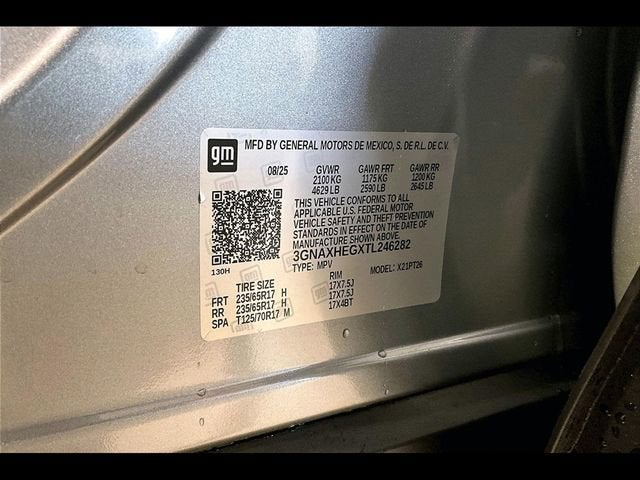 gm
MFD BY GENERAL MOTORS DE MEXICO, S. DE R.L. DE C.V.
08/25 GVWR GAWR FRT GAWR RR
2100 KG 1175 KG 1200 KG
4629 LB 2590 LB 2645 LB
THIS VEHICLE CONFORMS TO ALL
APPLICABLE U.S. FEDERAL MOTOR
VEHICLE SAFETY AND THEFT PREVENTION
STANDARDS IN EFFECT ON THE DATE OF
MANUFACTURE SHOWN ABOVE.
3GNAXHEGXTL246282
130H
TYPE: MPV MODEL: X21PT26
TIRE SIZE RIM
FRT 235/65R17 H 17X7.5J
RR 235/65R17 H 17X7.5J
SPA T125/70R17 M 17X4BT